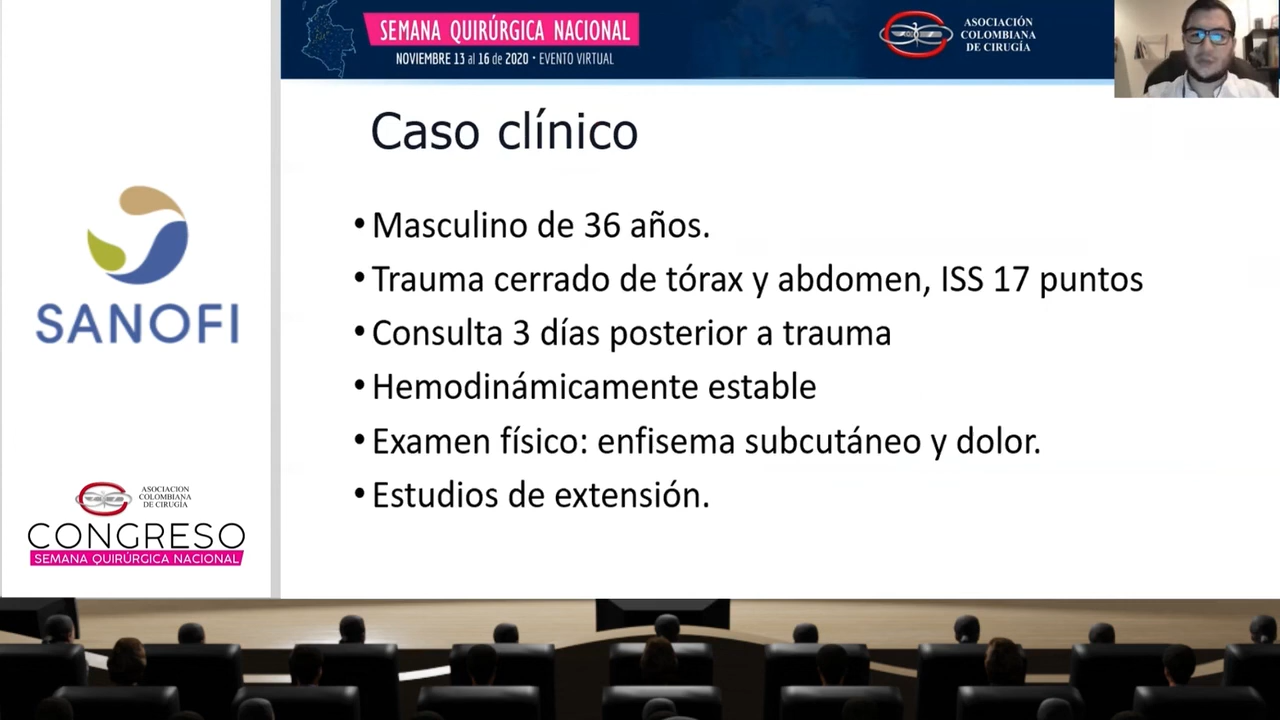 SEMANA QUIRÚRGICA NACIONAL
NOVIEMBRE 13 al 16 de 2020 • EVENTO VIRTUAL
ASOCIACIÓN
COLOMBIANA
DE CIRUGÍA
Caso clínico
• Masculino de 36 años.
• Trauma cerrado de tórax y abdomen, ISS 17 puntos
• Consulta 3 días posterior a trauma
• Hemodinámicamente estable
• Examen físico: enfisema subcutáneo y dolor.
• Estudios de extensión.
SANOFI
ASOCIACIÓN
COLOMBIANA
DE CIRUGÍA
CONGRESO
SEMANA QUIRÚRGICA NACIONAL